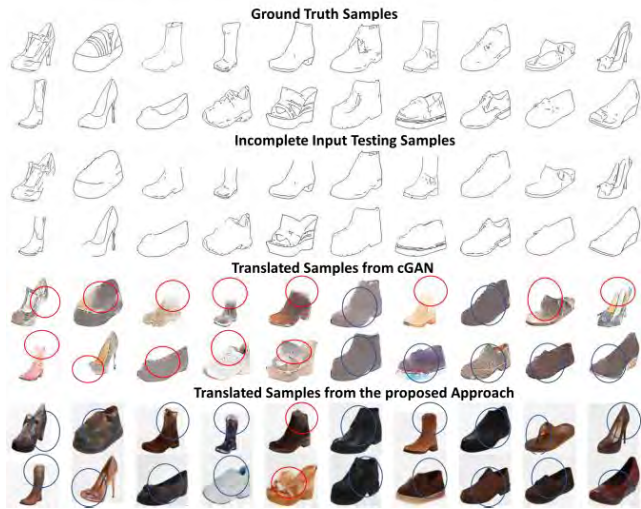 Ground Truth Samples
Incomplete Input Testing Samples
Translated Samples from cGAN
Translated Samples from the proposed Approach